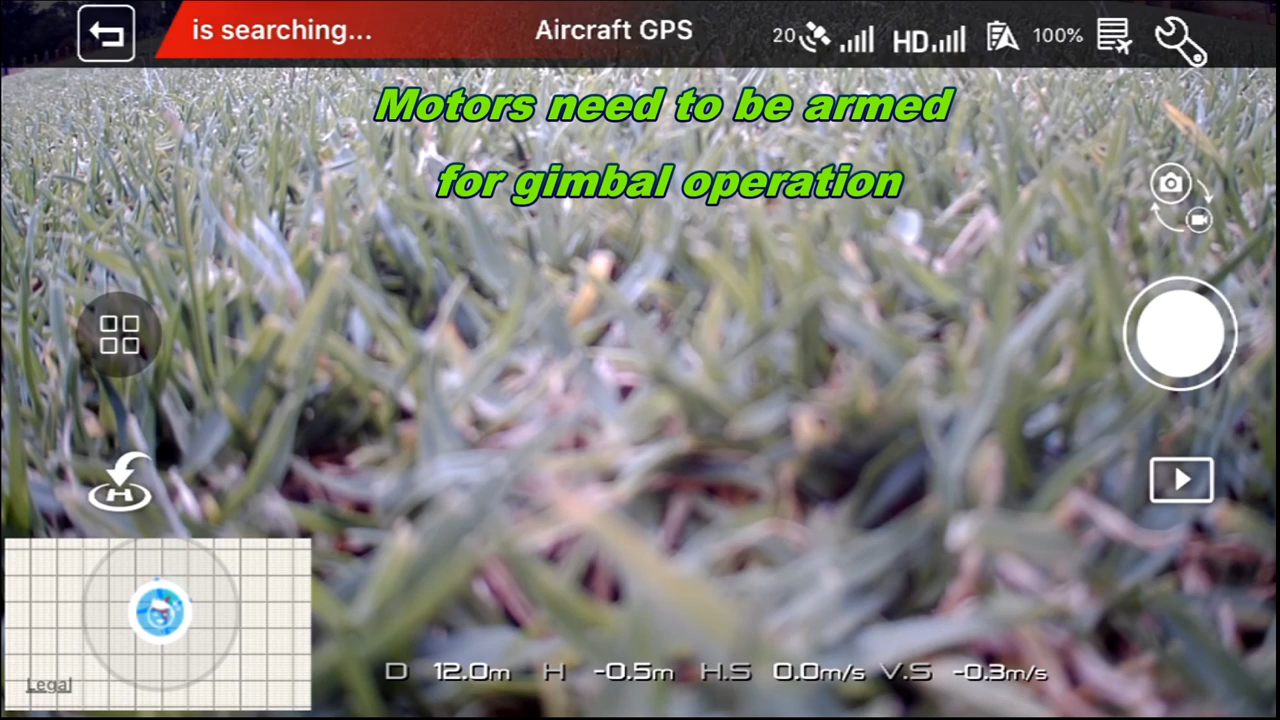 is searching... Aircraft GPS 20 HD 100%
Motors need to be armed
for gimbal operation
H
D 12.0m H -0.5m H.S 0.0m/s V.S -0.3m/s
Legal